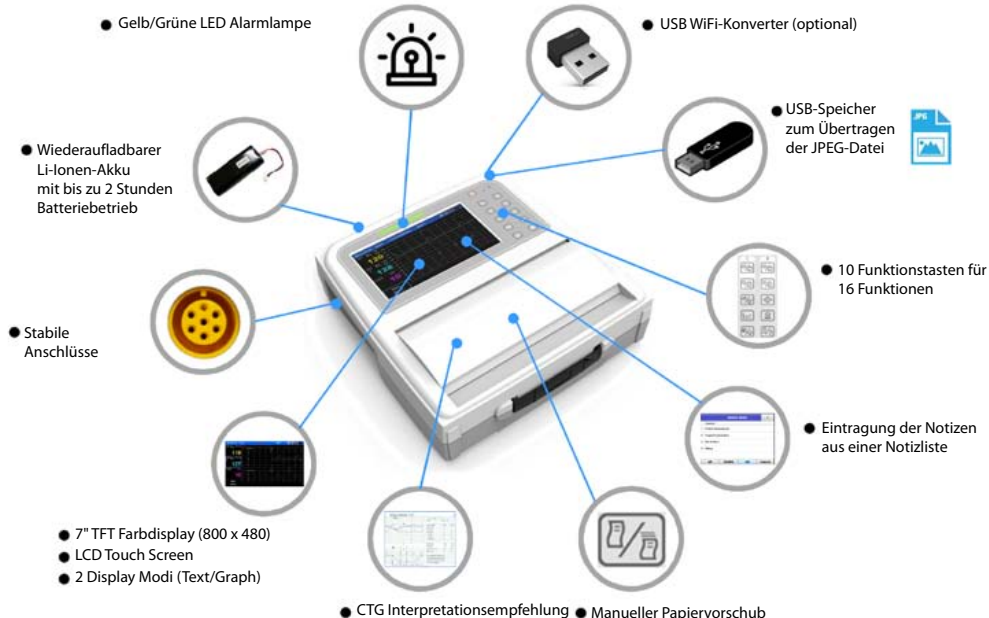 Gelb/Grüne LED Alarmlampe
USB WiFi-Konverter (optional)
USB-Speicher
zum Übertragen
der JPEG-Datei
JPG
Wiederaufladbarer
Li-Ionen-Akku
mit bis zu 2 Stunden
Batteriebetrieb
10 Funktionstasten für
16 Funktionen
Stabile
Anschlüsse
Eintragung der Notizen
aus einer Notizliste
7" TFT Farbdisplay (800 x 480)
LCD Touch Screen
2 Display Modi (Text/Graph)
CTG Interpretationsempfehlung
Manueller Papiervorschub